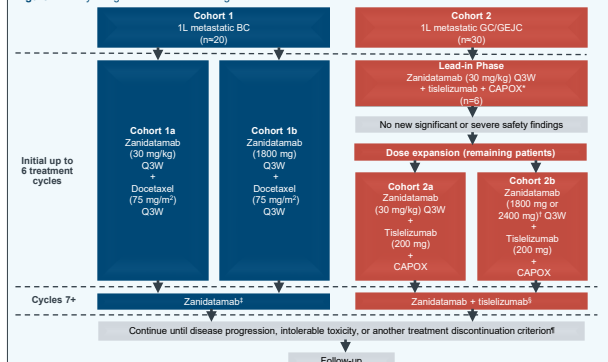 Cohort 1
1L metastatic BC
(n≈20)
Cohort 2
1L metastatic GC/GEJC
(n≈30)
Lead-in Phase
Zanidatamab (30 mg/kg) Q3W
+ tislelizumab + CAPOX*
(n=6)
No new significant or severe safety findings
Dose expansion (remaining patients)
Initial up to
6 treatment
cycles
Cohort 1a
Zanidatamab
(30 mg/kg)
Q3W
+
Docetaxel
(75 mg/m²)
Q3W
Cohort 1b
Zanidatamab
(1800 mg)
Q3W
+
Docetaxel
(75 mg/m²)
Q3W
Cohort 2a
Zanidatamab
(30 mg/kg) Q3W
+
Tislelizumab
(200 mg)
+
CAPOX
Cohort 2b
Zanidatamab
(1800 mg or
2400 mg)† Q3W
+
Tislelizumab
(200 mg)
+
CAPOX
Cycles 7+
Zanidatamab‡
Zanidatamab + tislelizumab§
Continue until disease progression, intolerable toxicity, or another treatment discontinuation criterion¶
Follow-up